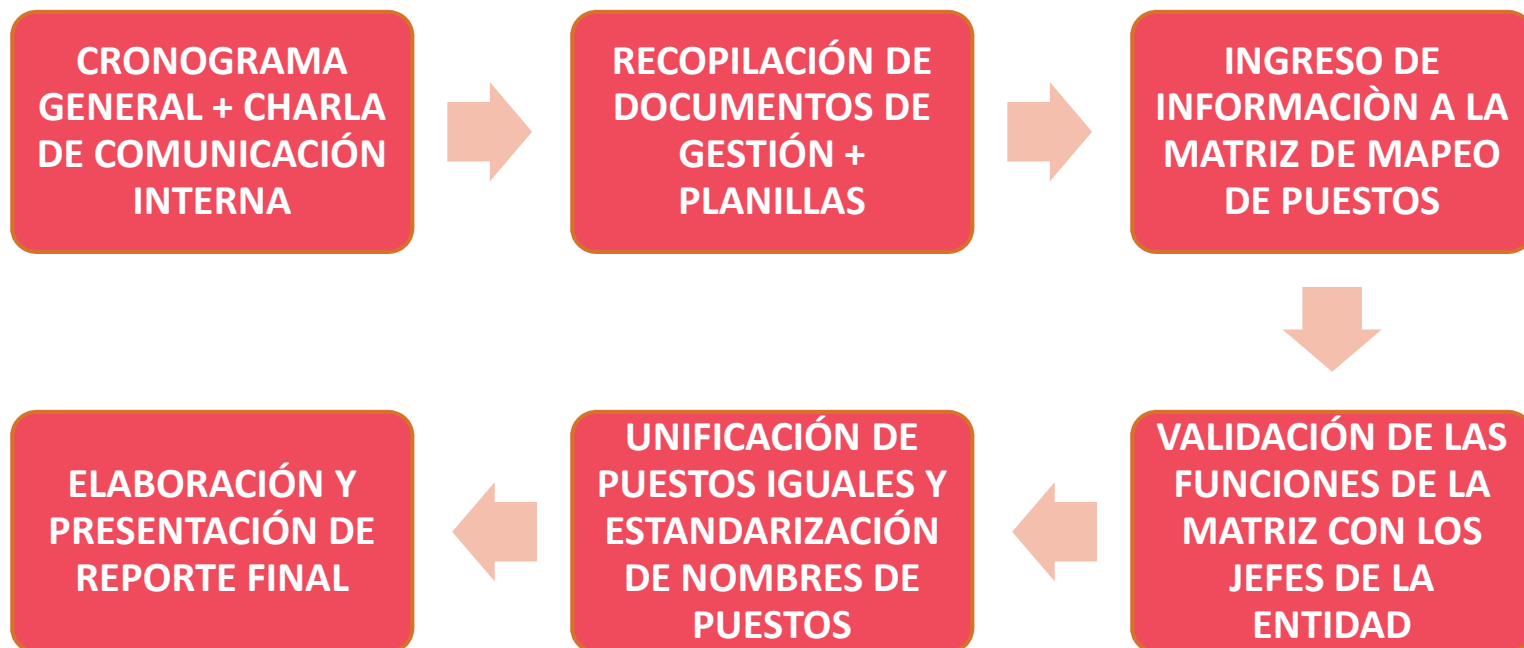 CRONOGRAMA
GENERAL + CHARLA
DE COMUNICACIÓN
INTERNA
RECOPILACIÓN DE
DOCUMENTOS DE
GESTIÓN +
PLANILLAS
INGRESO DE
INFORMACIÒN A LA
MATRIZ DE MAPEO
DE PUESTOS
VALIDACIÓN DE LAS
FUNCIONES DE LA
MATRIZ CON LOS
JEFES DE LA
ENTIDAD
UNIFICACIÓN DE
PUESTOS IGUALES Y
ESTANDARIZACIÓN
DE NOMBRES DE
PUESTOS
ELABORACIÓN Y
PRESENTACIÓN DE
REPORTE FINAL